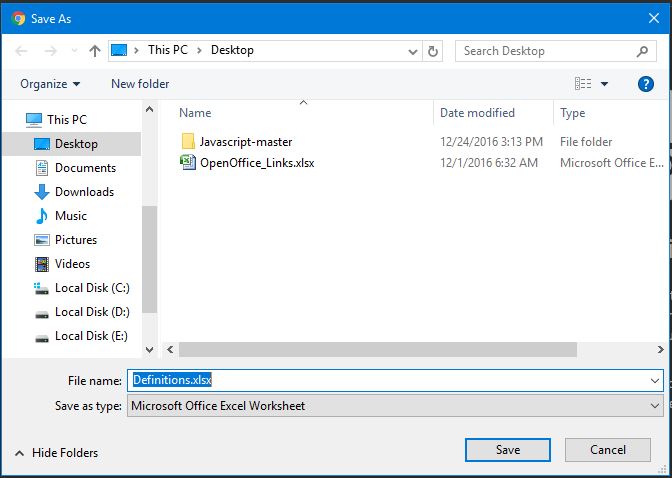 Save As
This PC > Desktop
Search Desktop
Organize
New folder
Name
Date modified
Type
This PC
Desktop
Documents
Downloads
Music
Pictures
Videos
Local Disk (C:)
Local Disk (D:)
Local Disk (E:)
Javascript-master 12/24/2016 3:13 PM File folder
OpenOffice_Links.xlsx 12/1/2016 6:32 AM Microsoft Office E...
File name: Definitions.xlsx
Save as type: Microsoft Office Excel Worksheet
Hide Folders
Save
Cancel